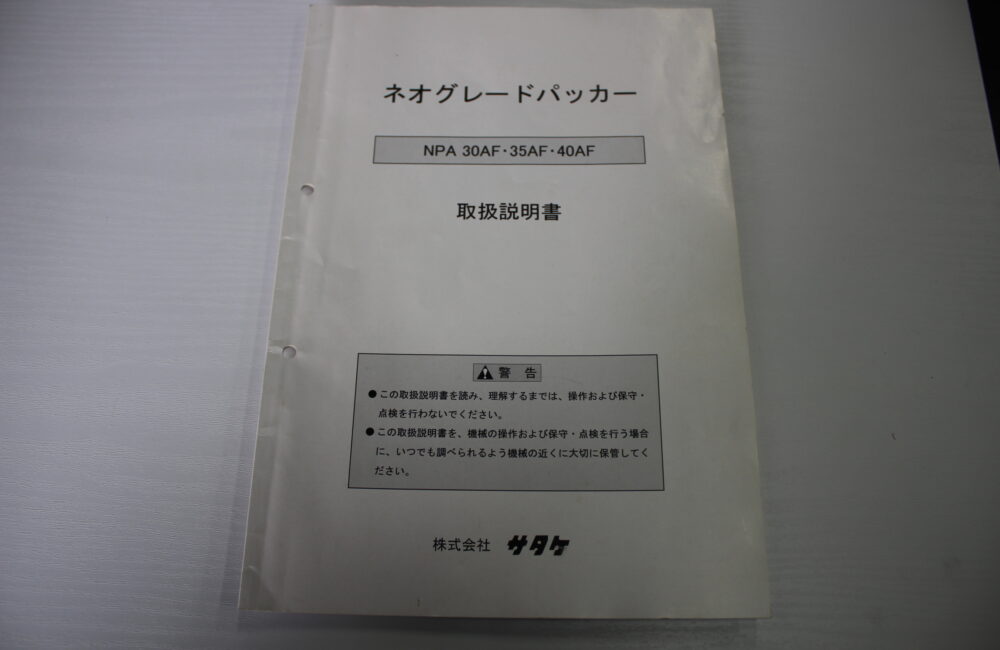 ネオグレードパッカー
NPA 30AF・35AF・40AF
取扱説明書
警 告
●この取扱説明書を読み、理解するまでは、操作および保守・
点検を行わないでください。
●この取扱説明書を、機械の操作および保守・点検を行う場合
に、いつでも調べられるよう機械の近くに大切に保管してく
ださい。
株式会社 サタケ